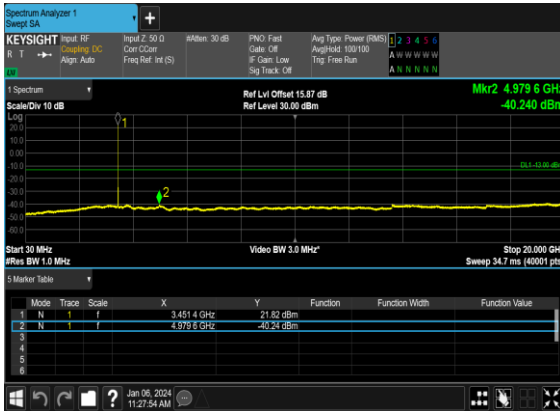 Spectrum Analyzer 1
Swept SA
+
KEYSIGHT Input: RF Input Z: 50 Ω #Atten: 30 dB PNO: Fast Avg Type: Power (RMS) 1 2 3 4 5 6
R T Coupling: DC Corr CCorr Gate: Off Avg|Hold: 100/100 A W W W W W
Align: Auto Freq Ref: Int (S) IF Gain: Low Trig: Free Run
Sig Track: Off A N N N N N
1 Spectrum Ref Lvl Offset 15.87 dB Mkr2 4.979 6 GHz
Scale/Div 10 dB Ref Level 30.00 dBm -40.240 dBm
Log
1
20.0
10.0
0.00
-10.0 DL1 -13.00 dBm
-20.0
-30.0 2
-40.0
-50.0
-60.0
Start 30 MHz Video BW 3.0 MHz* Stop 20.000 GHz
#Res BW 1.0 MHz Sweep 34.7 ms (40001 pts)
5 Marker Table
Mode Trace Scale X Y Function Function Width Function Value
1 N 1 f 3.451 4 GHz 21.82 dBm
2 N 1 f 4.979 6 GHz -40.24 dBm
3
4
5
6
? Jan 06, 2024
11:27:54 AM